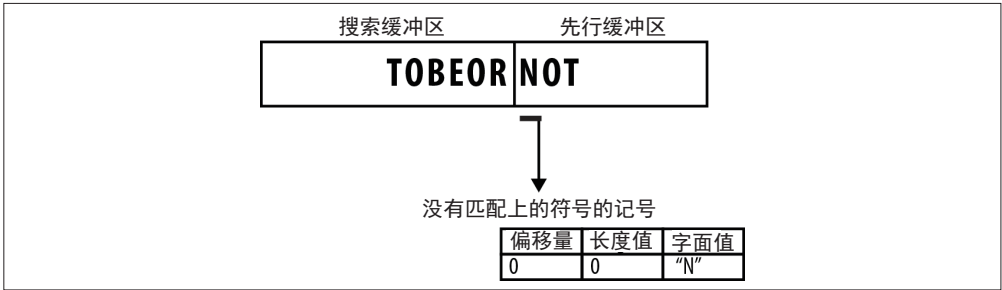 搜索缓冲区 先行缓冲区
TOBEOR NOT
没有匹配上的符号的记号
偏移量 长度值 字面值
0 0 “N”